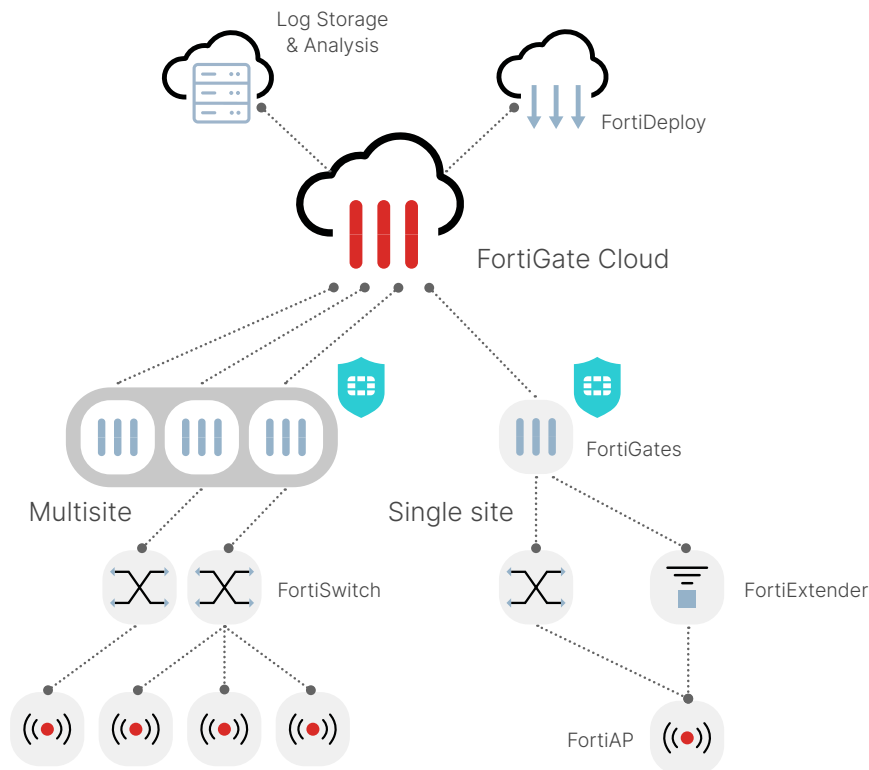 Log Storage
& Analysis
FortiDeploy
FortiGate Cloud
FortiGates
Multisite
Single site
FortiSwitch
FortiExtender
FortiAP